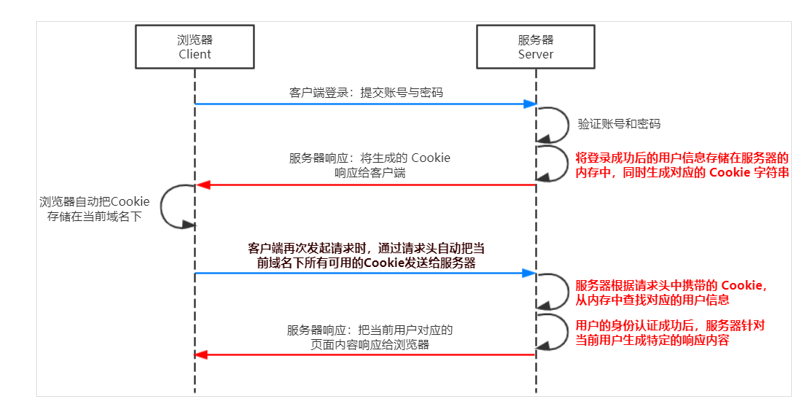 浏览器
Client
服务器
Server
客户端登录：提交账号与密码
验证账号和密码
服务器响应：将生成的 Cookie
响应给客户端
将登录成功后的用户信息存储在服务器的
内存中，同时生成对应的 Cookie 字符串
浏览器自动把Cookie
存储在当前域名下
客户端再次发起请求时，通过请求头自动把当
前域名下所有可用的Cookie发送给服务器
服务器根据请求头中携带的 Cookie，
从内存中查找对应的用户信息
服务器响应：把当前用户对应的
页面内容响应给浏览器
用户的身份认证成功后，服务器针对
当前用户生成特定的响应内容